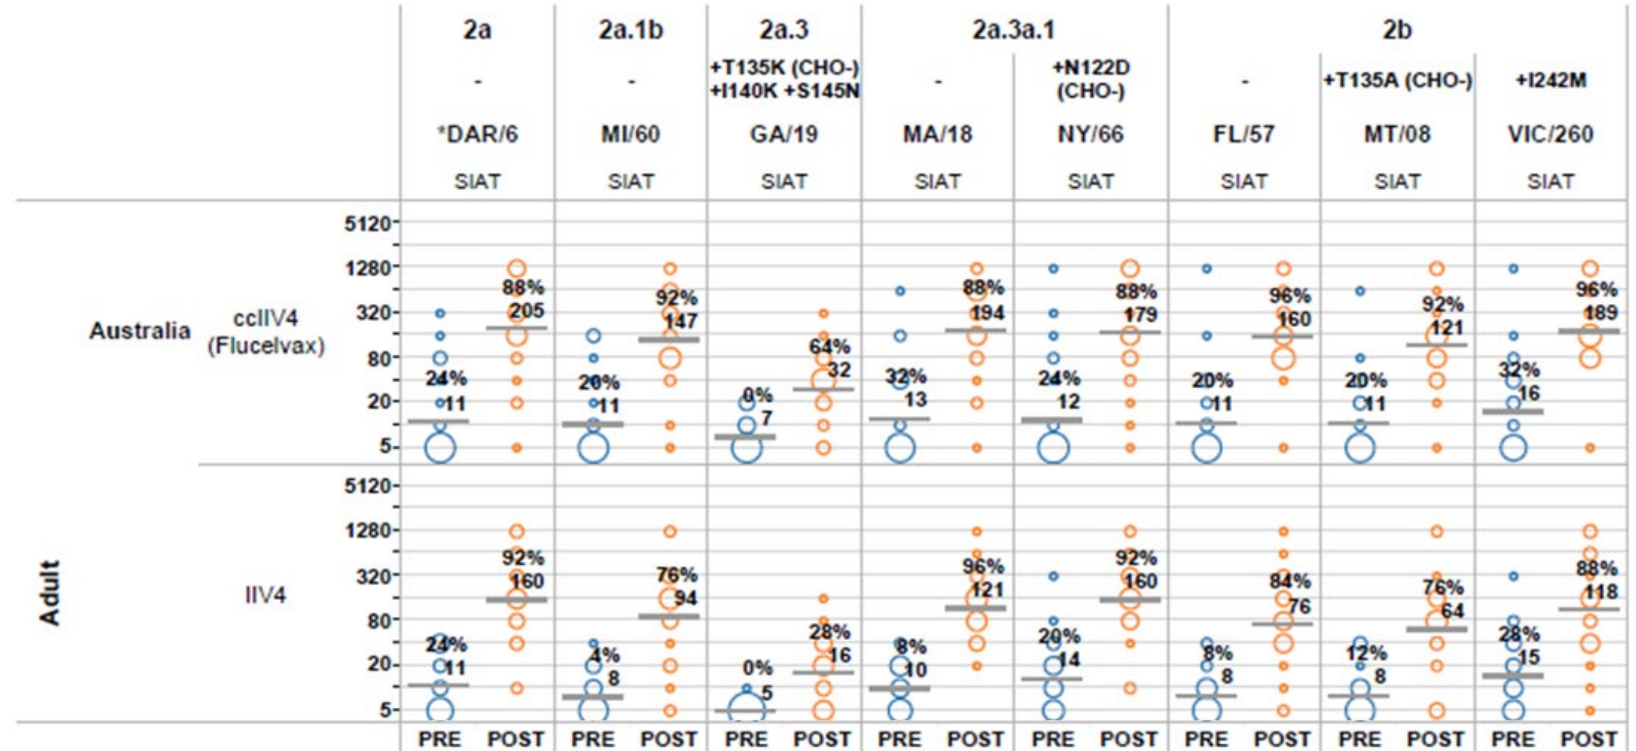 2a 2a.1b 2a.3 2a.3a.1 2b
- - +T135K (CHO-) +I140K +S145N - +N122D (CHO-) - +T135A (CHO-) +I242M
*DAR/6 MI/60 GA/19 MA/18 NY/66 FL/57 MT/08 VIC/260
SIAT SIAT SIAT SIAT SIAT SIAT SIAT SIAT
Adult
Australia
ccIIV4
(Flucelvax)
5120
1280
320
80
20
5
88% 92% 64% 88% 88% 96% 92% 96%
205 147 32 194 179 160 121 189
24% 20% 0% 32% 24% 20% 20% 32%
11 11 7 13 12 11 11 16
IIV4
5120
1280
320
80
20
5
92% 76% 28% 96% 92% 84% 76% 88%
160 94 16 121 160 76 64 118
24% 4% 0% 8% 20% 8% 12% 28%
11 8 5 10 14 8 8 15
PRE POST PRE POST PRE POST PRE POST PRE POST PRE POST PRE POST PRE POST